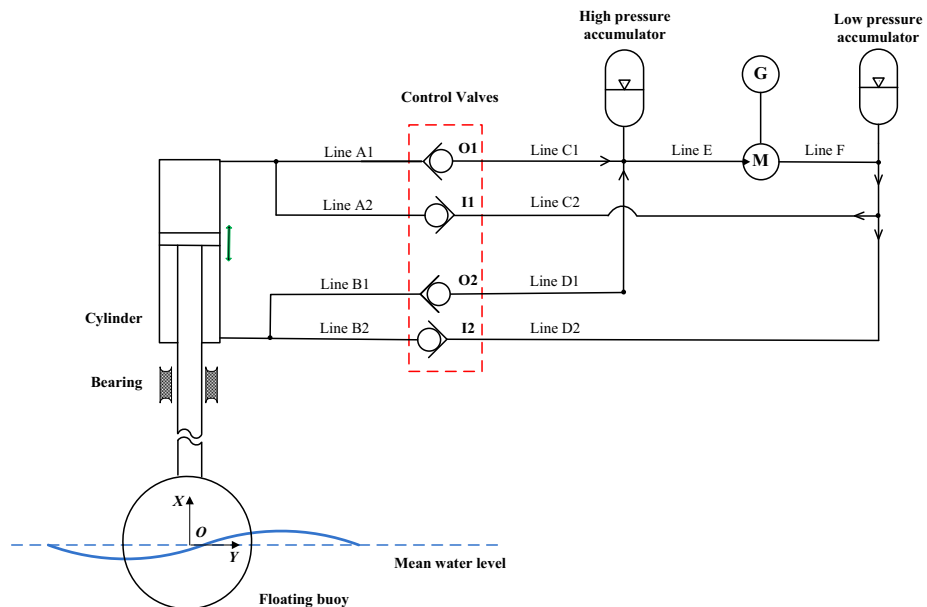 High pressure
accumulator
Low pressure
accumulator
G
Control Valves
Line A1
O1
Line C1
Line E
M
Line F
Line A2
I1
Line C2
Line B1
O2
Line D1
Cylinder
Line B2
I2
Line D2
Bearing
X
O
Y
Mean water level
Floating buoy